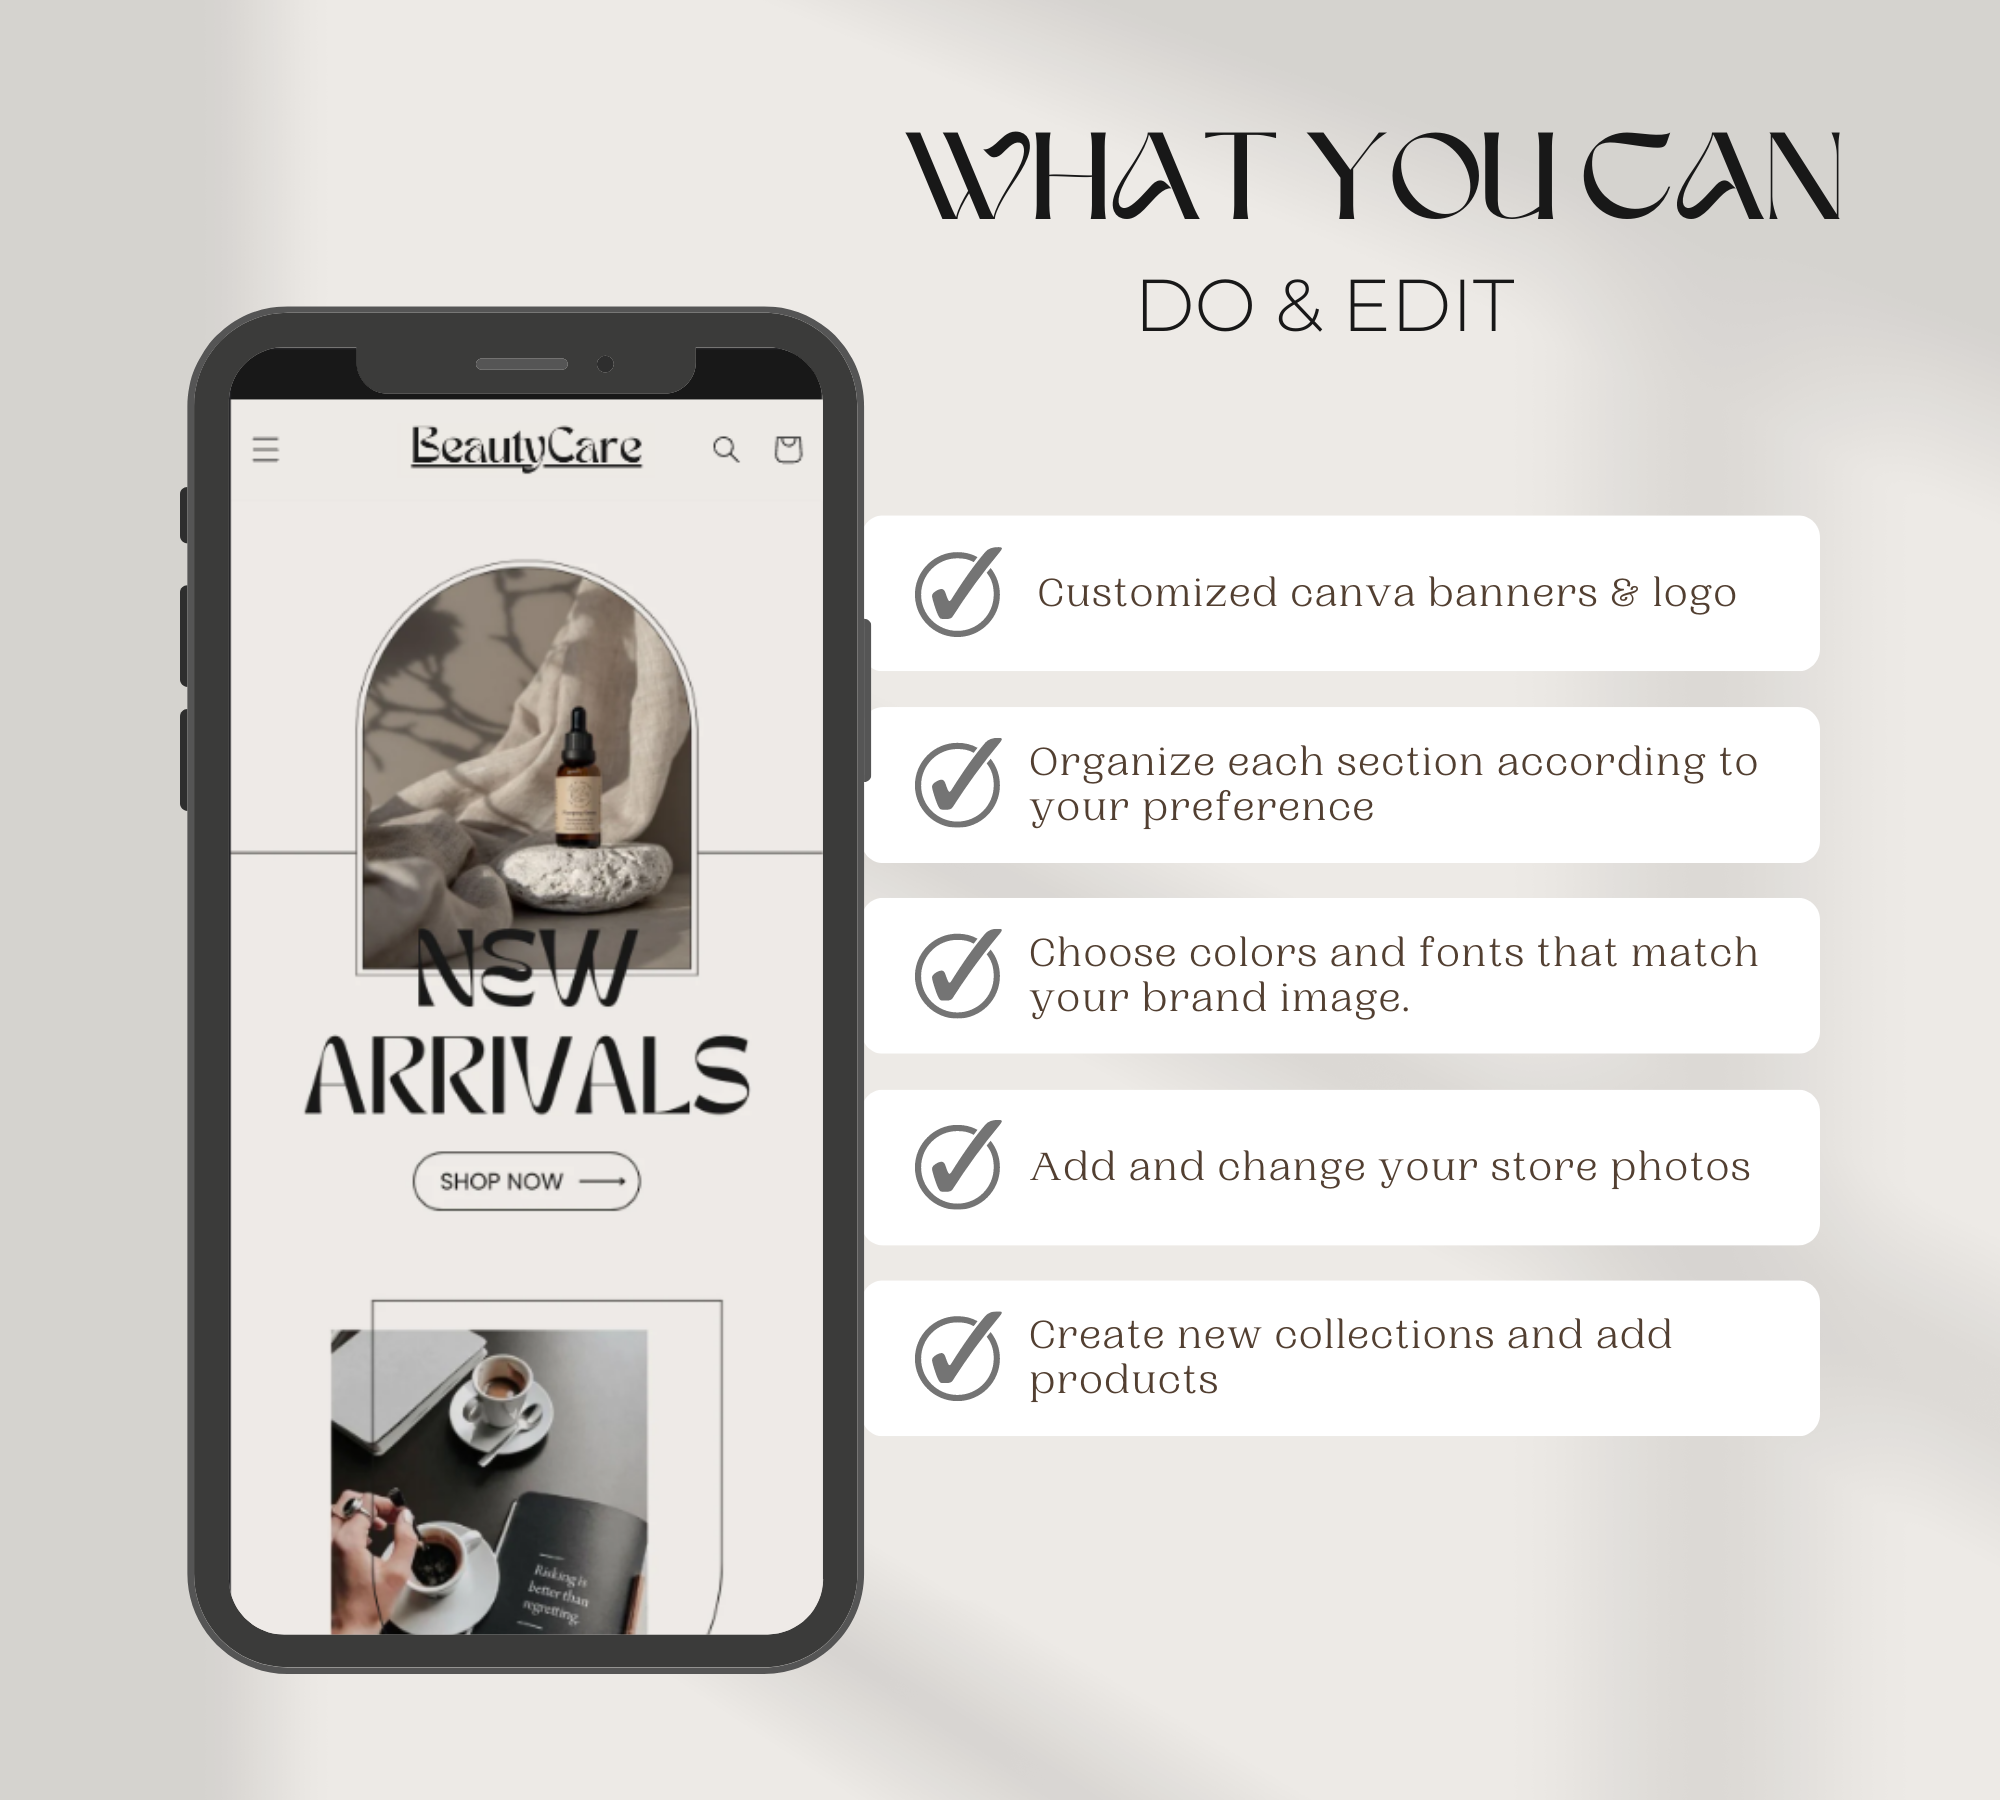 WHAT YOU CAN
DO & EDIT
BeautyCare
NEW
ARRIVALS
SHOP NOW
Risking is
better than
regretting.
Customized canva banners & logo
Organize each section according to
your preference
Choose colors and fonts that match
your brand image.
Add and change your store photos
Create new collections and add
products